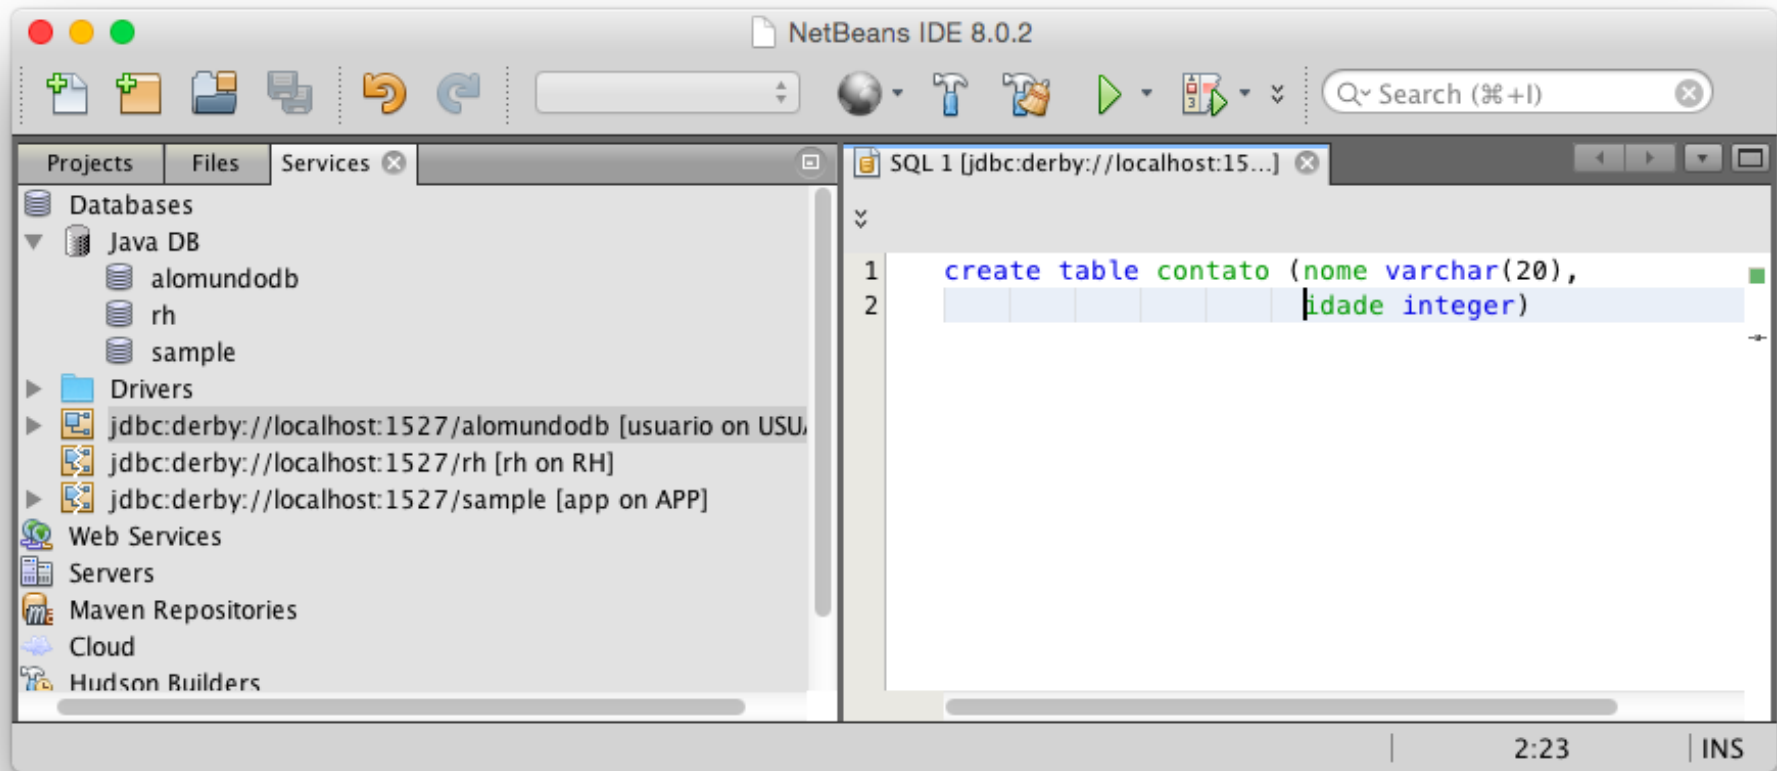 NetBeans IDE 8.0.2
Search (⌘+I)
Projects Files Services
SQL 1 [jdbc:derby://localhost:15...]
Databases
Java DB
alomundodb
rh
sample
Drivers
jdbc:derby://localhost:1527/alomundodb [usuario on USU
jdbc:derby://localhost:1527/rh [rh on RH]
jdbc:derby://localhost:1527/sample [app on APP]
Web Services
Servers
Maven Repositories
Cloud
Hudson Builders
1 create table contato (nome varchar(20),
2 idade integer)
2:23 INS